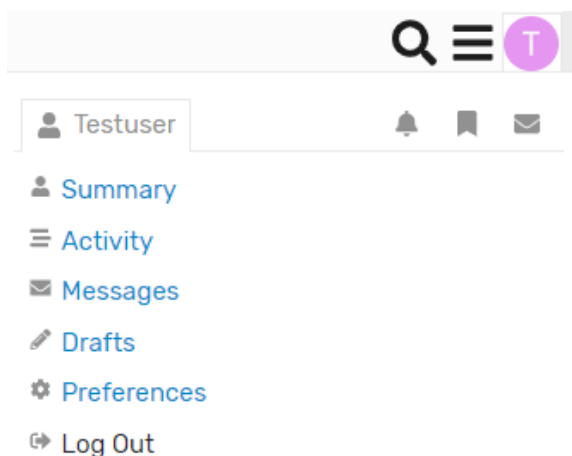 T
Testuser
Summary
Activity
Messages
Drafts
Preferences
Log Out